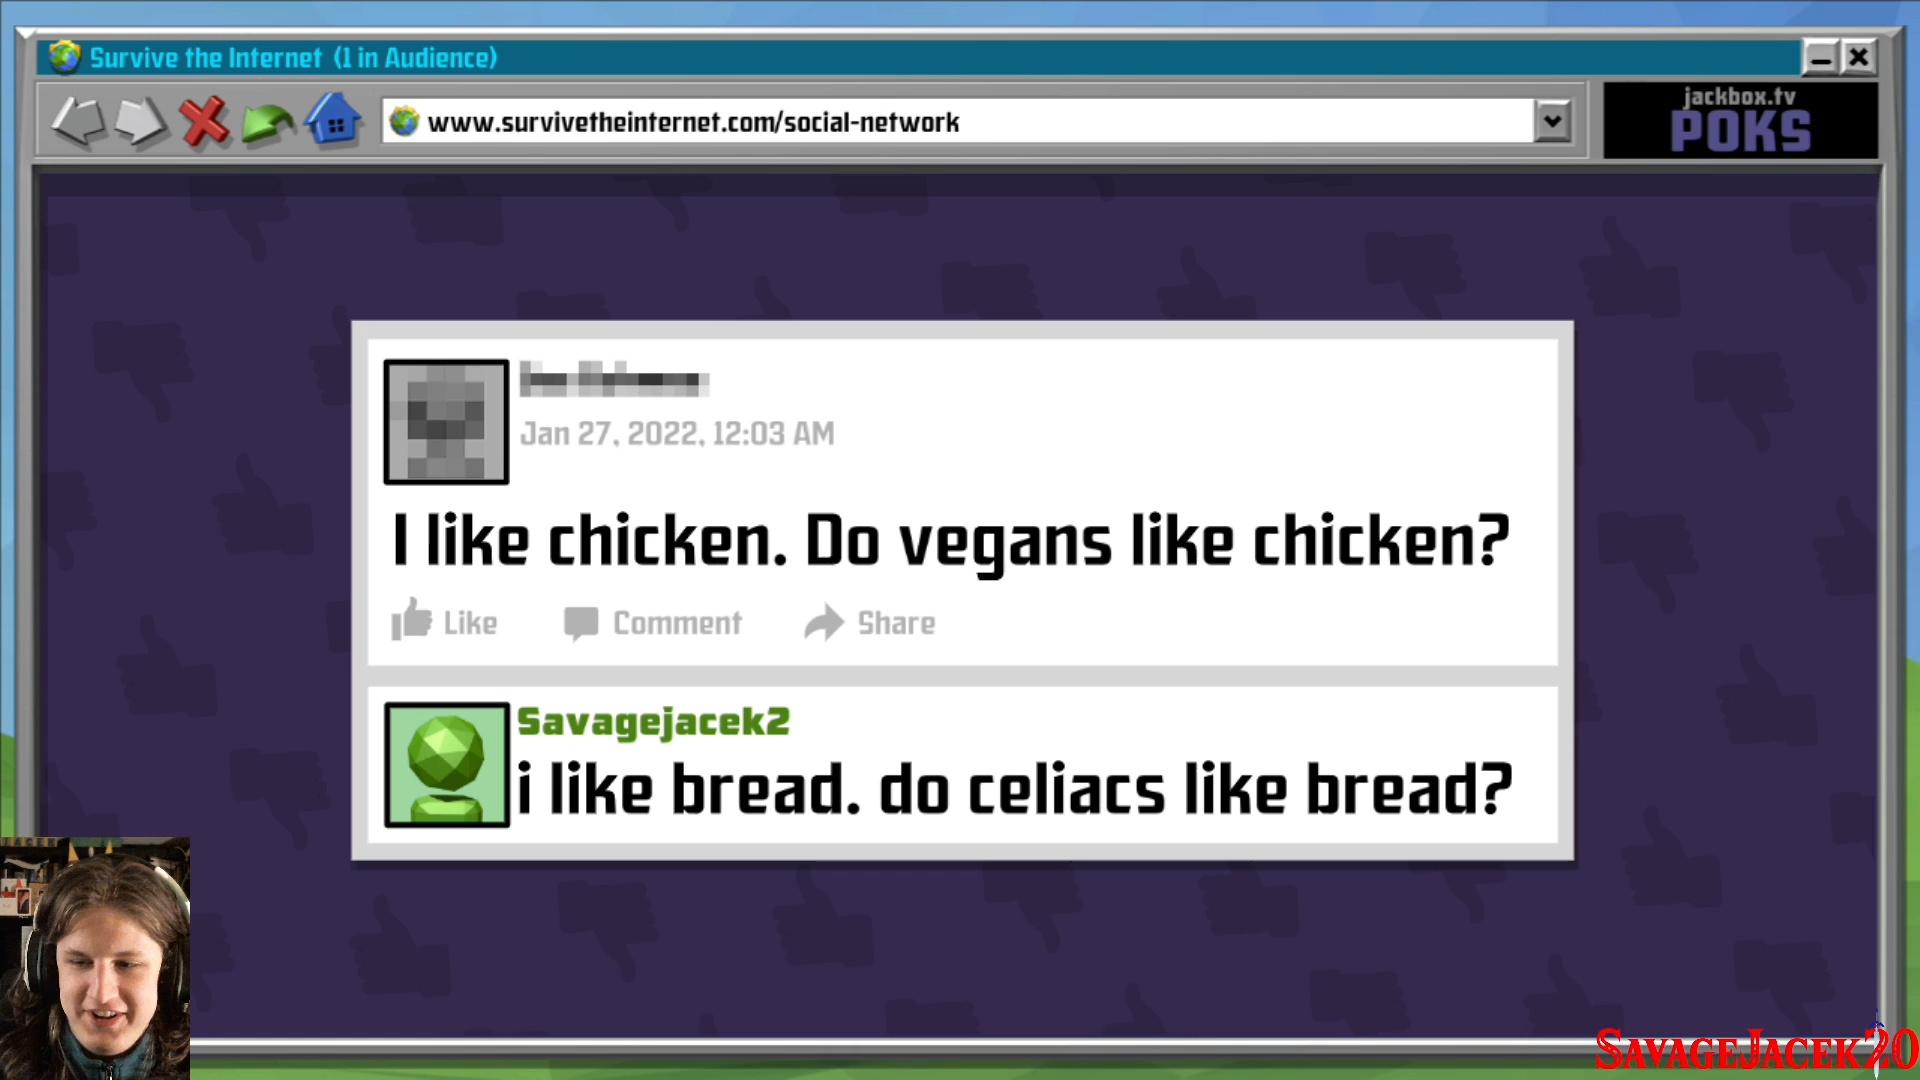 Survive the Internet (1 in Audience)
www.survivetheinternet.com/social-network
jackbox.tv
POKS
Jan 27, 2022, 12:03 AM
I like chicken. Do vegans like chicken?
Like Comment Share
Savagejacek2
i like bread. do celiacs like bread?
SavageJacek20